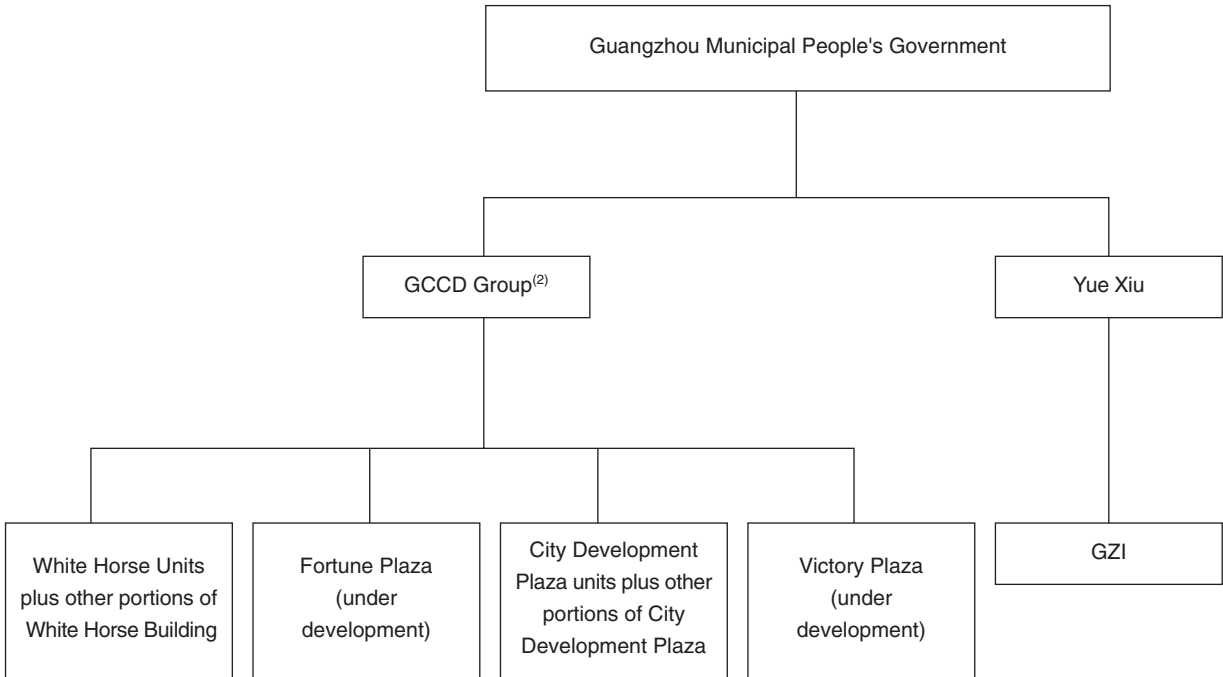 Guangzhou Municipal People's Government
GCCD Group(2)
Yue Xiu
White Horse Units
plus other portions of
White Horse Building
Fortune Plaza
(under
development)
City Development
Plaza units plus other
portions of City
Development Plaza
Victory Plaza
(under
development)
GZI